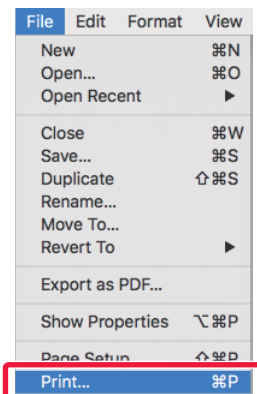 File Edit Format View
New ⌘N
Open... ⌘O
Open Recent ▶
Close ⌘W
Save... ⌘S
Duplicate ⇧⌘S
Rename...
Move To...
Revert To ▶
Export as PDF...
Show Properties ⌥⌘P
Page Setup ⇧⌘P
Print... ⌘P